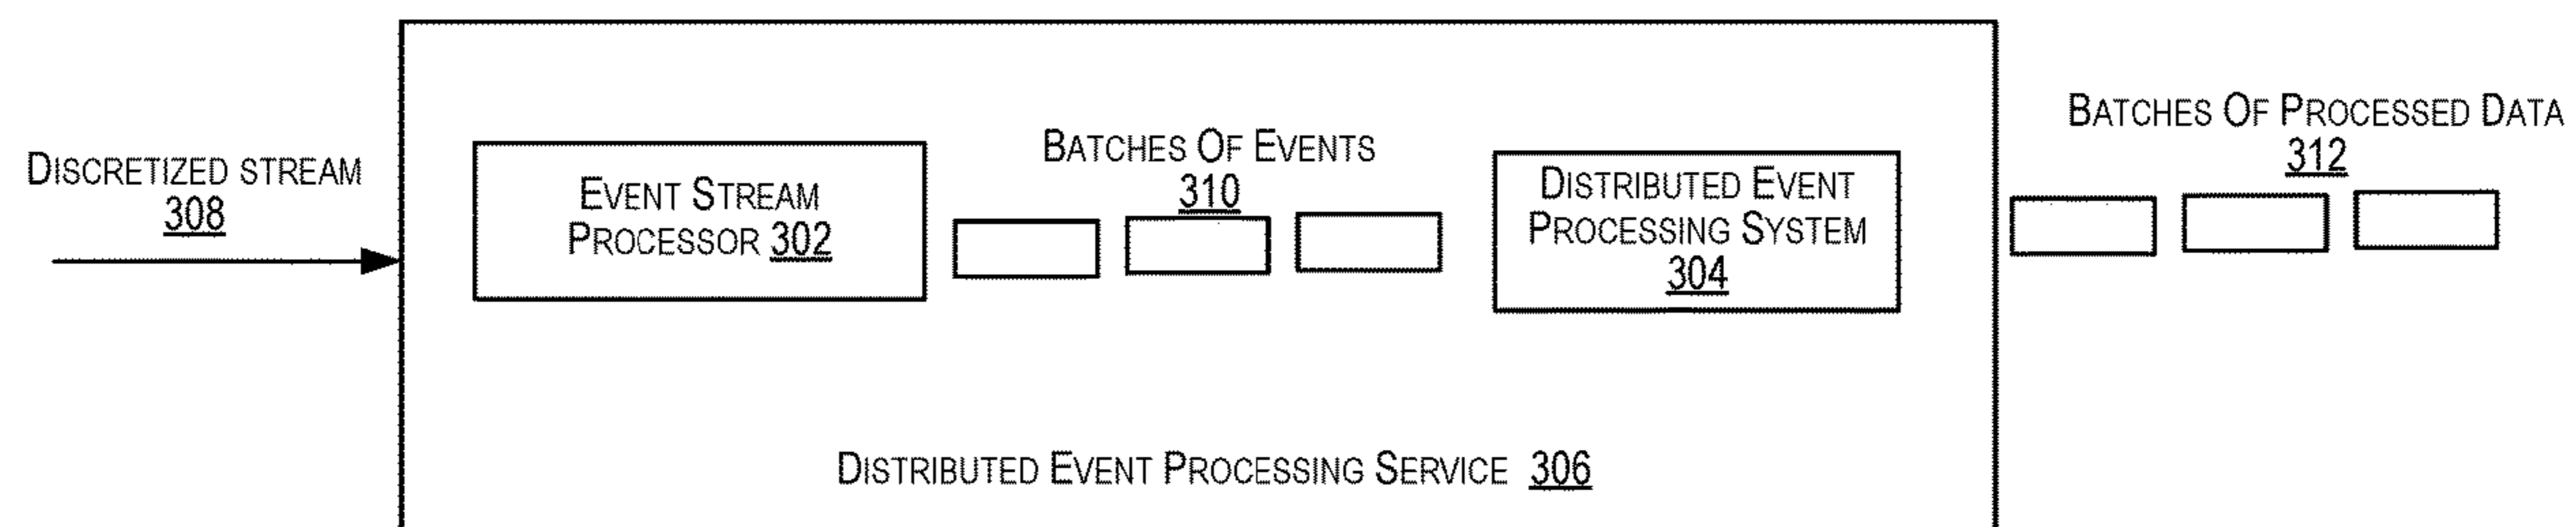 DISCRETIZED STREAM
308
EVENT STREAM
PROCESSOR 302
BATCHES OF EVENTS
310
DISTRIBUTED EVENT
PROCESSING SYSTEM
304
BATCHES OF PROCESSED DATA
312
DISTRIBUTED EVENT PROCESSING SERVICE 306